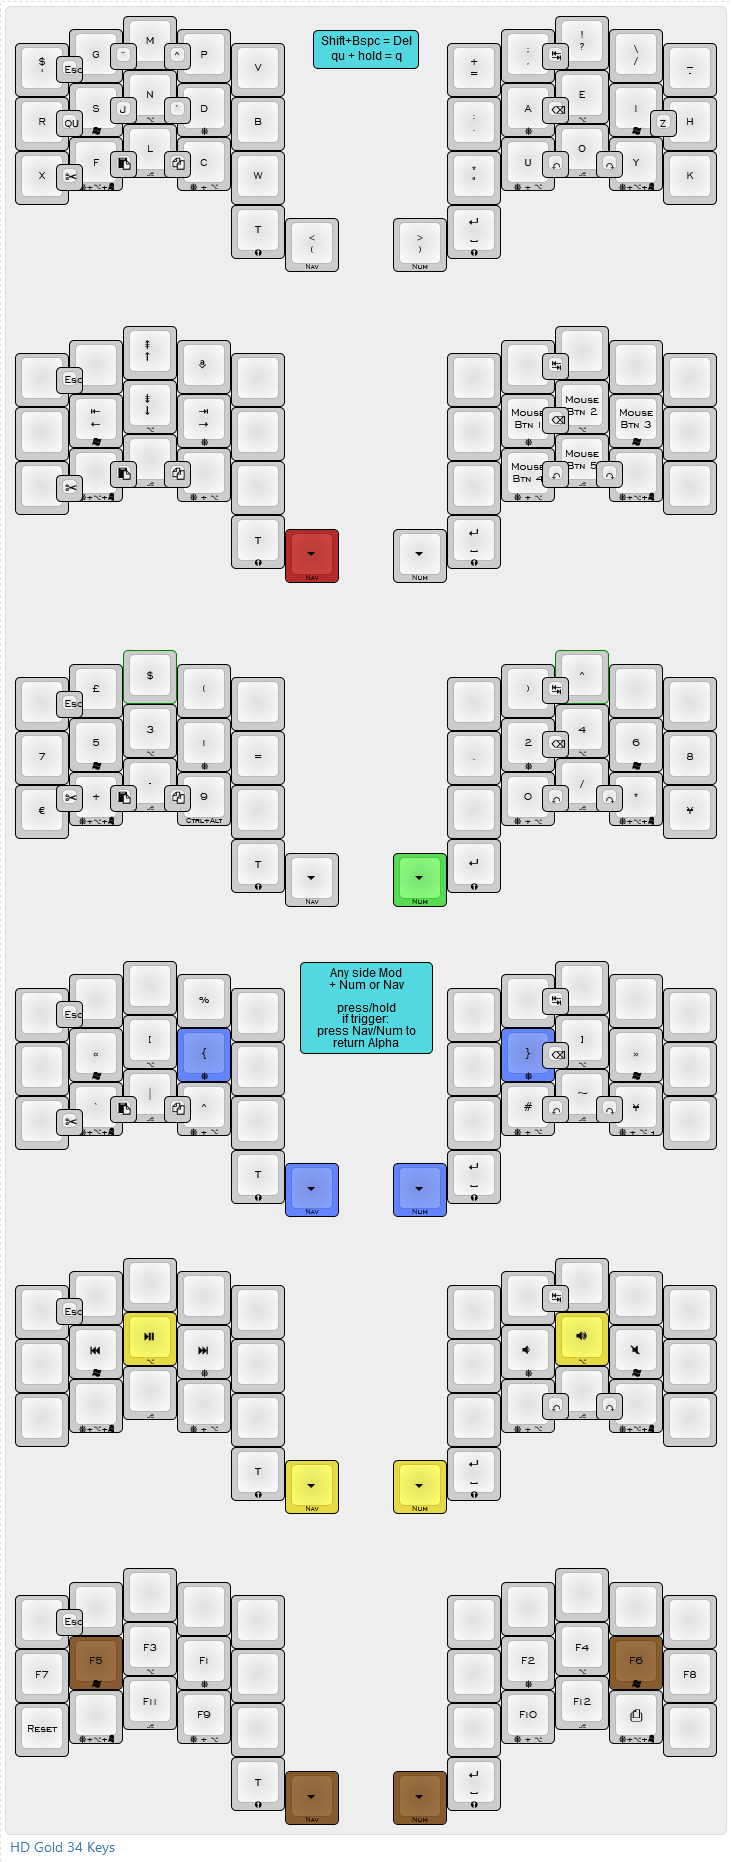 Shift+Bspc = Del
qu + hold = q
$ G M P V + ; ! \ _
' Esc ¨ ^ = , ? / -
R S N D B : A E I H
QU J ` . Z
X F L C W * U O Y K
"
T < > ↵
( )
Nav Num
↑
Esc
← ↓ → Mouse Btn 1 Mouse Btn 2 Mouse Btn 3
Mouse Btn 4 Mouse Btn 5
T ↵
Nav Num
£ $ ( ) ^
Esc
7 5 3 1 = . 2 4 6 8
€ + - 9 0 / * ¥
Ctrl+Alt
T ↵
Nav Num
Any side Mod
+ Num or Nav
press/hold
if trigger:
press Nav/Num to
return Alpha
%
Esc
« [ { } ] »
` | ^ # ~ ¥
T ↵
Nav Num
Esc
T ↵
Nav Num
Esc
F7 F5 F3 F1 F2 F4 F6 F8
Reset F11 F9 F10 F12
T ↵
Nav Num
HD Gold 34 Keys